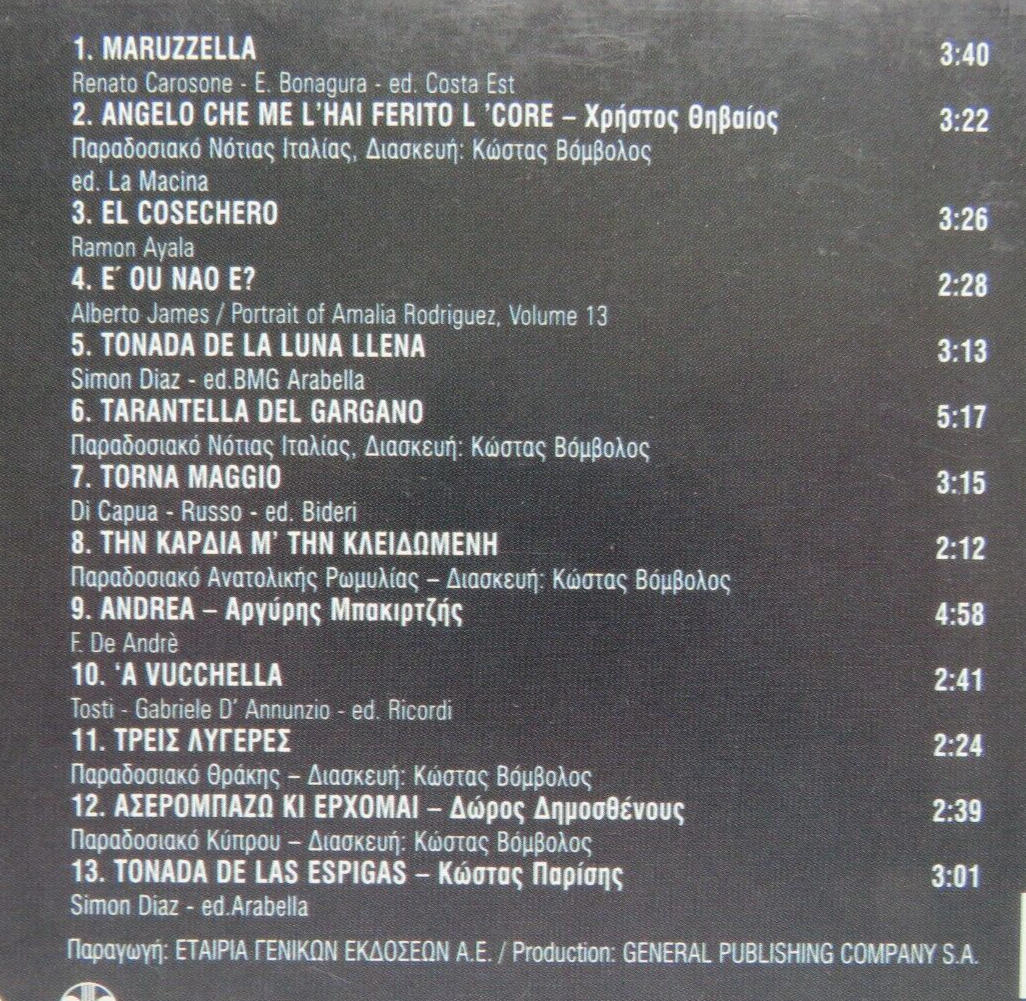 1. MARUZZELLA 3:40
Renato Carosone - E. Bonagura - ed. Costa Est
2. ANGELO CHE ME L'HAI FERITO L 'CORE – Χρήστος Θηβαίος 3:22
Παραδοσιακό Νότιας Ιταλίας, Διασκευή: Κώστας Βόμβολος
ed. La Macina
3. EL COSECHERO 3:26
Ramon Ayala
4. E΄ OU NAO E? 2:28
Alberto James / Portrait of Amalia Rodriguez, Volume 13
5. TONADA DE LA LUNA LLENA 3:13
Simon Diaz - ed.BMG Arabella
6. TARANTELLA DEL GARGANO 5:17
Παραδοσιακό Νότιας Ιταλίας, Διασκευή: Κώστας Βόμβολος
7. TORNA MAGGIO 3:15
Di Capua - Russo - ed. Bideri
8. ΤΗΝ ΚΑΡΔΙΑ Μ' ΤΗΝ ΚΛΕΙΔΩΜΕΝΗ 2:12
Παραδοσιακό Ανατολικής Ρωμυλίας – Διασκευή: Κώστας Βόμβολος
9. ANDREA – Αργύρης Μπακιρτζής 4:58
F. De Andrè
10. 'A VUCCHELLA 2:41
Tosti - Gabriele D΄ Annunzio - ed. Ricordi
11. ΤΡΕΙΣ ΛΥΓΕΡΕΣ 2:24
Παραδοσιακό Θράκης – Διασκευή: Κώστας Βόμβολος
12. ΑΣΕΡΟΜΠΑΖΩ ΚΙ ΕΡΧΟΜΑΙ – Δώρος Δημοσθένους 2:39
Παραδοσιακό Κύπρου – Διασκευή: Κώστας Βόμβολος
13. TONADA DE LAS ESPIGAS – Κώστας Παρίσης 3:01
Simon Diaz - ed.Arabella
Παραγωγή: ΕΤΑΙΡΙΑ ΓΕΝΙΚΩΝ ΕΚΔΟΣΕΩΝ Α.Ε. / Production: GENERAL PUBLISHING COMPANY S.A.